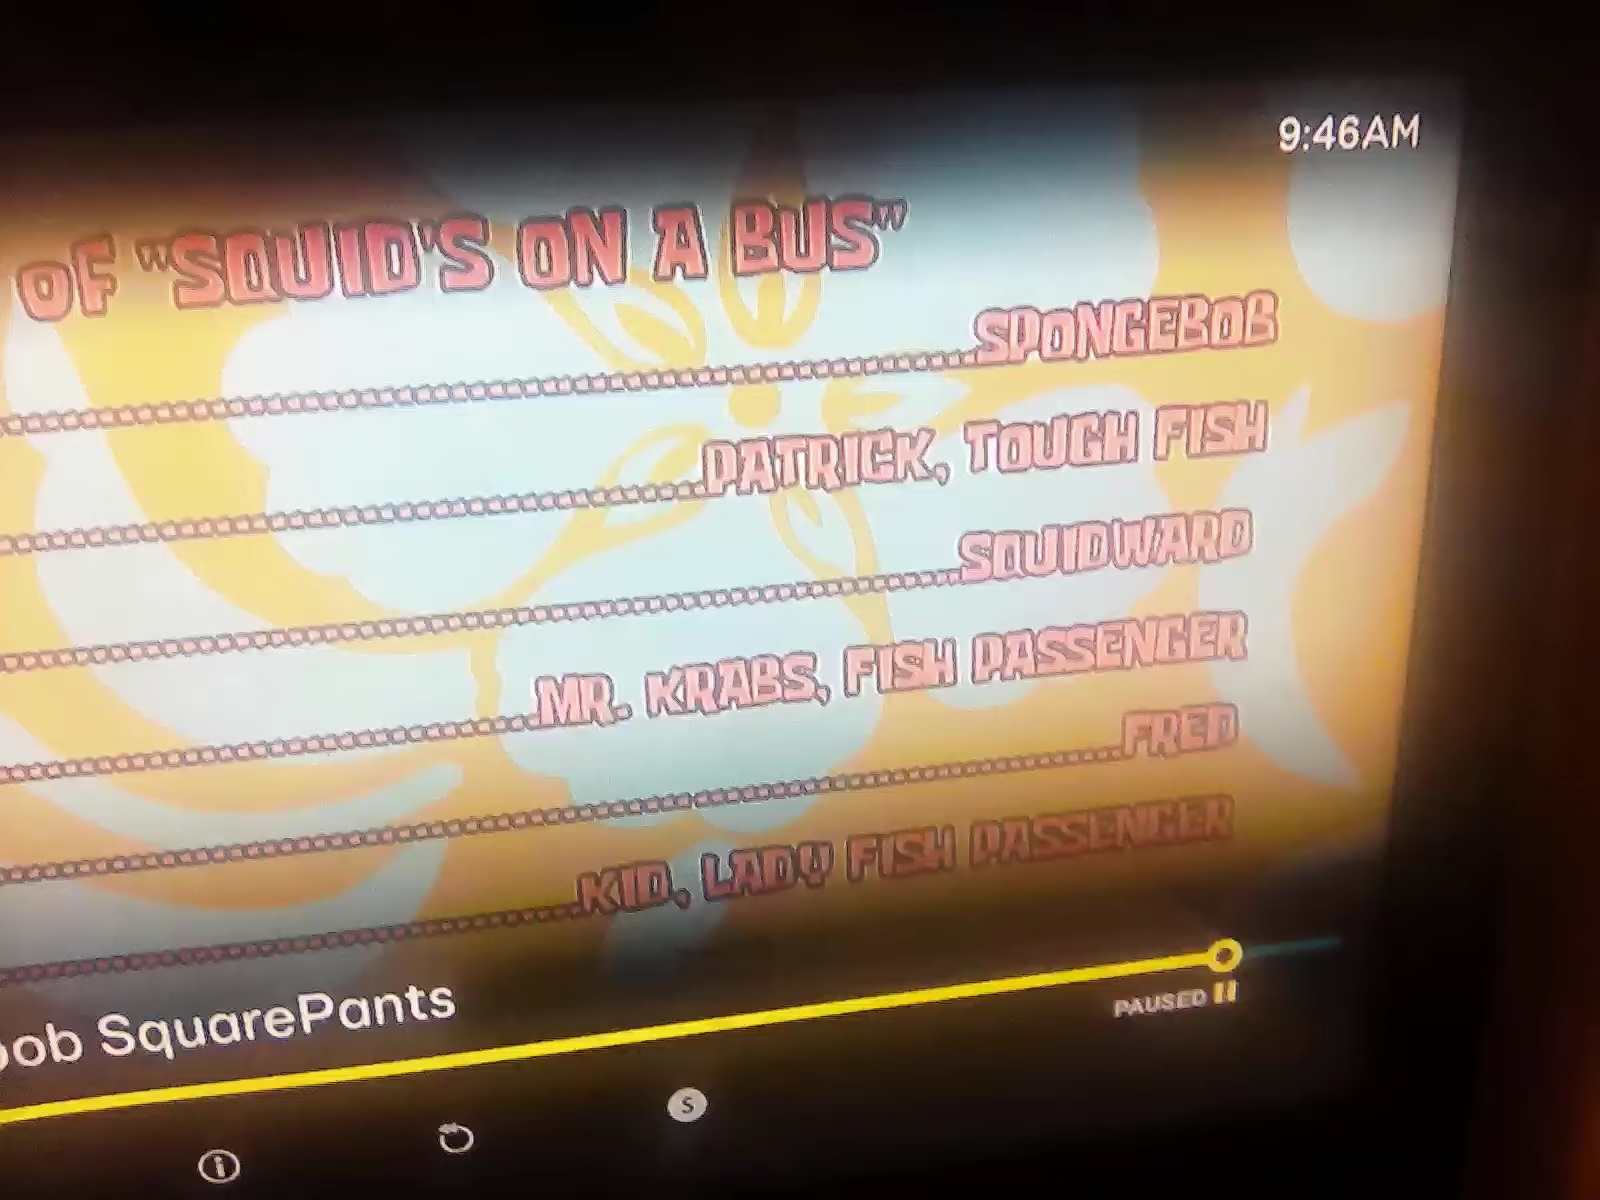 9:46AM
OF "SQUID'S ON A BUS"
SPONGEBOB
PATRICK, TOUGH FISH
SQUIDWARD
MR. KRABS, FISH PASSENGER
FRED
KID, LADY FISH PASSENGER
bob SquarePants
PAUSED
S